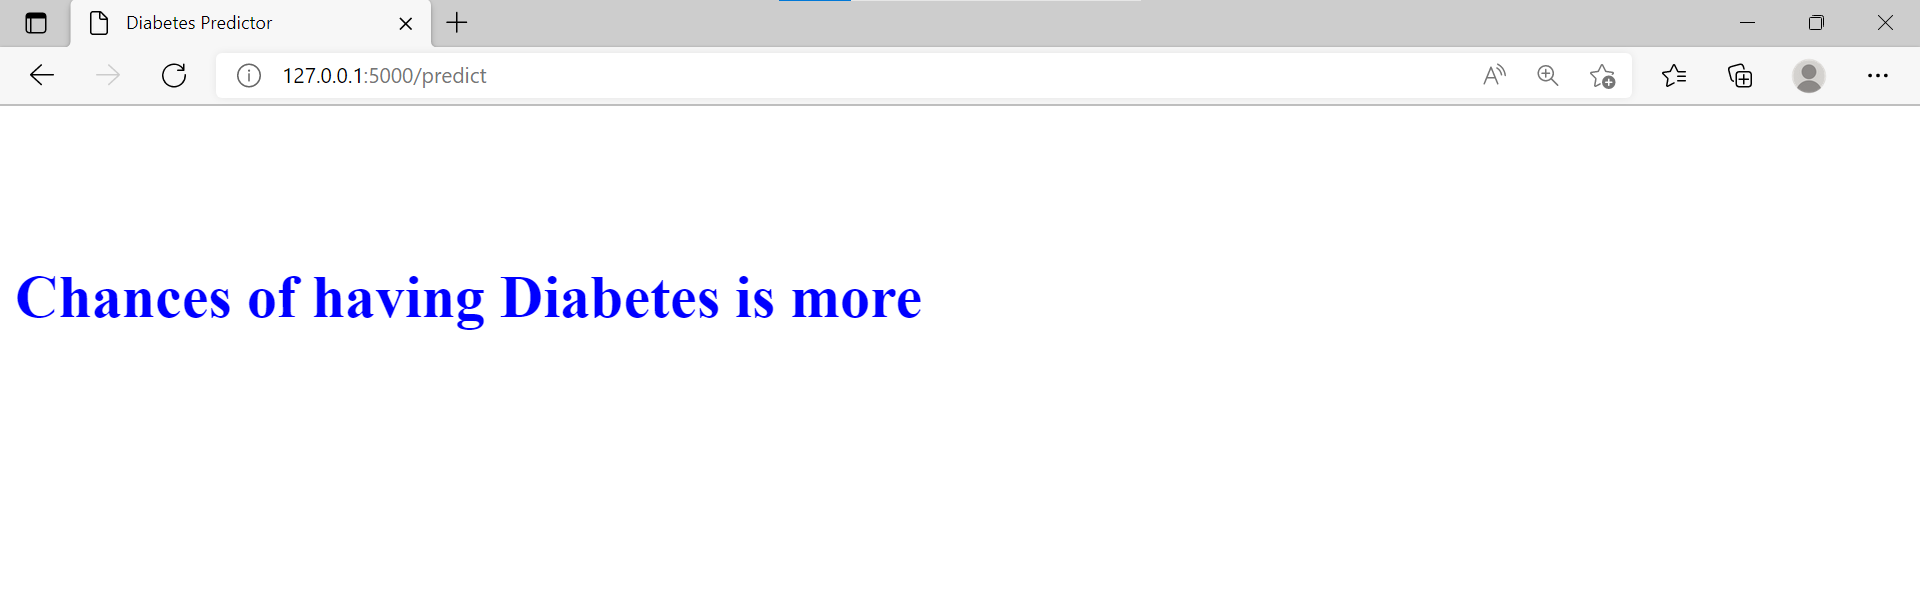 Diabetes Predictor
127.0.0.1:5000/predict
Chances of having Diabetes is more